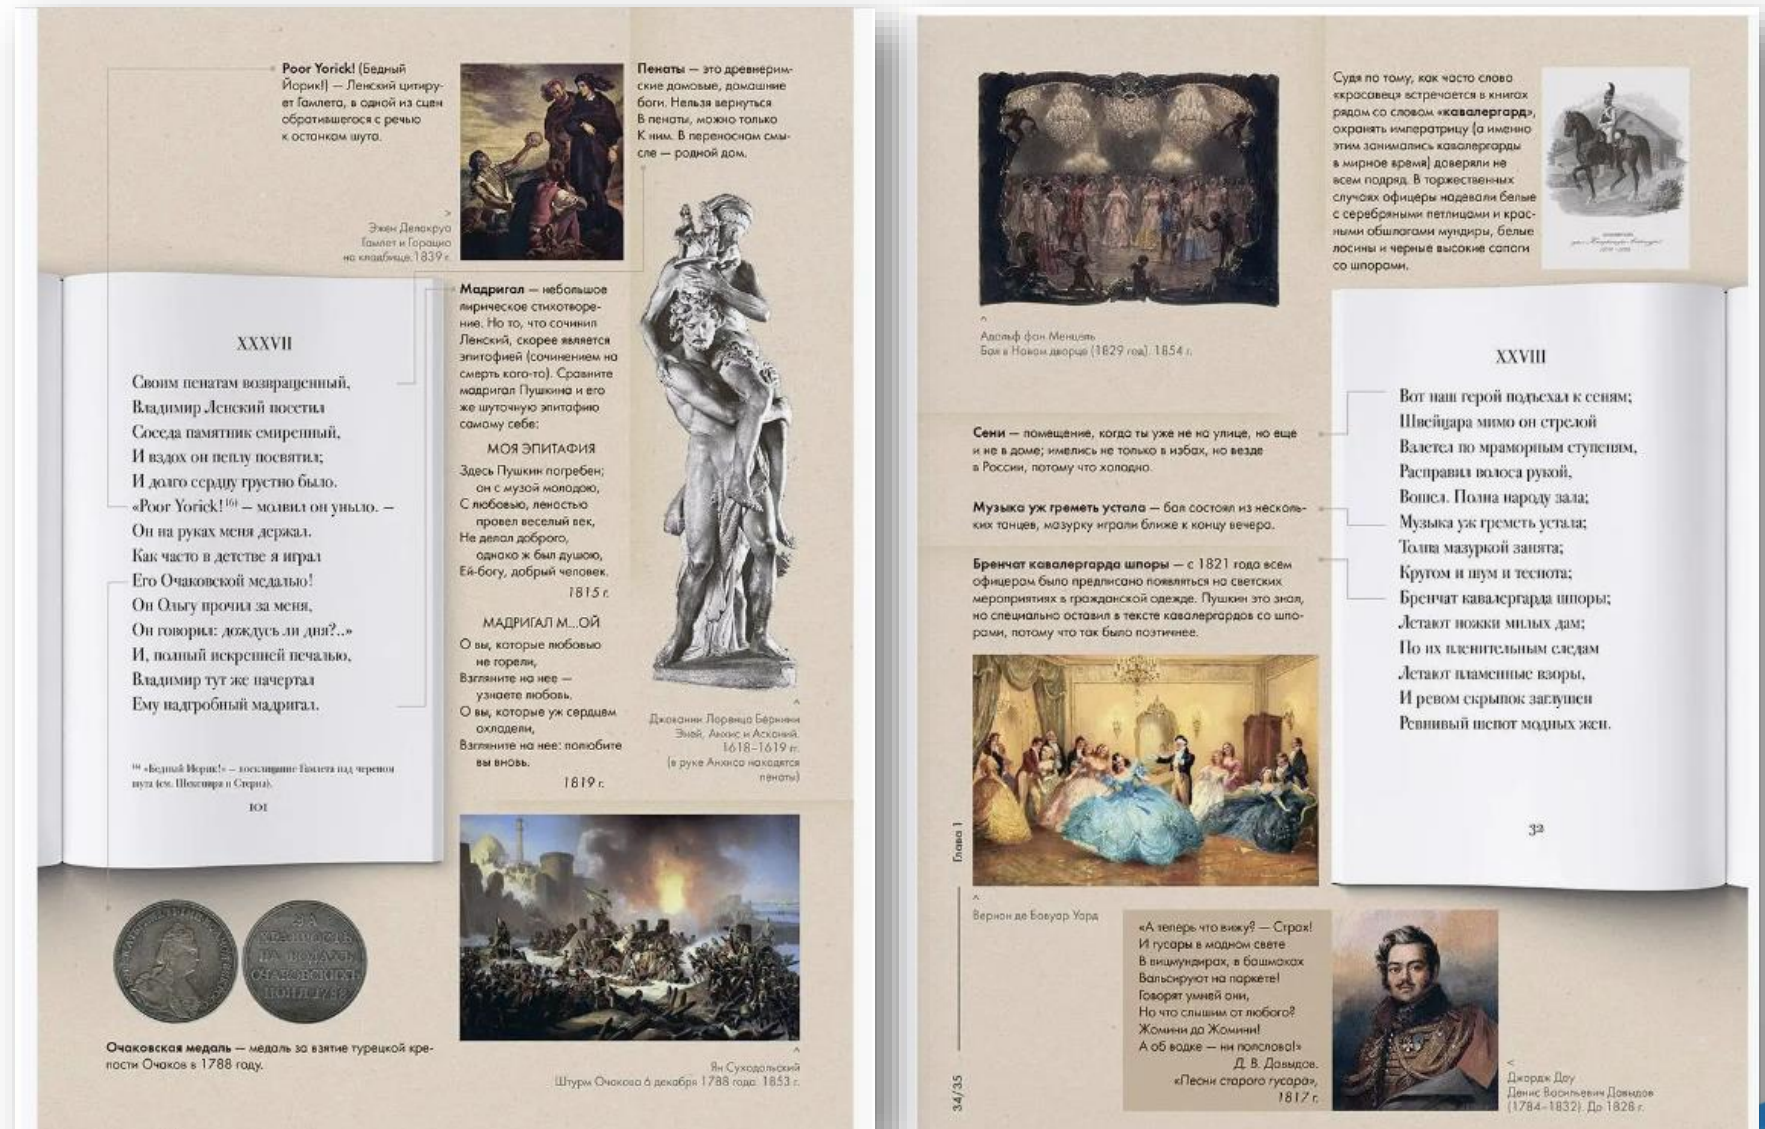 Poor Yorick! (Бедный
Йорик!) — Ленский цитиру-
ет Гамлета, в одной из сцен
обратившегося с речью
к останкам шута.
>
Эжен Делакруа
Гамлет и Горацио
на кладбище. 1839 г.
Пенаты — это древнерим-
ские домовые, домашние
боги. Нельзя вернуться
В пенаты, можно только
К ним. В переносном смы-
сле — родной дом.
XXXVII
Своим пенатам возвращенный,
Владимир Ленский посетил
Соседа памятник смиренный,
И вздох он пеплу посвятил;
И долго сердцу грустно было.
«Poor Yorick!¹⁶⁾ — молвил он уныло. —
Он на руках меня держал.
Как часто в детстве я играл
Его Очаковской медалью!
Он Ольгу прочил за меня,
Он говорил: дождусь ли дня?..»
И, полный искренней печалью,
Владимир тут же начертал
Ему надгробный мадригал.
¹⁶⁾ «Бедный Йорик!» — восклицание Гамлета над черепом
шута (см. Шекспира и Стерна).
101
Мадригал — небольшое
лирическое стихотворе-
ние. Но то, что сочинил
Ленский, скорее является
эпитофией (сочинением на
смерть кого-то). Сравните
мадригал Пушкина и его
же шуточную эпитафию
самому себе:
МОЯ ЭПИТАФИЯ
Здесь Пушкин погребен;
он с музой молодою,
С любовью, леностью
провел веселый век,
Не делал доброго,
однако ж был душою,
Ей-богу, добрый человек.
1815 г.
МАДРИГАЛ М...ОЙ
О вы, которые любовью
не горели,
Взгляните на нее —
узнаете любовь.
О вы, которые уж сердцем
охладели,
Взгляните на нее: полюбите
вы вновь.
1819 г.
^
Джованни Лоренцо Бернини
Эней, Анхис и Асканий.
1618–1619 гг.
(в руке Анхиса находятся
пенаты)
ЗА
ХРАБРОСТЬ
НА ВОДАХЪ
ОЧАКОВСКИХЪ
ИЮНЯ 1788
Очаковская медаль — медаль за взятие турецкой кре-
пости Очаков в 1788 году.
^
Ян Суходольский
Штурм Очакова 6 декабря 1788 года. 1853 г.
^
Адольф фон Менцель
Бал в Новом дворце (1829 год). 1854 г.
Судя по тому, как часто слово
«красавец» встречается в книгах
рядом со словом «кавалергард»,
охранять императрицу (а именно
этим занимались кавалергарды
в мирное время) доверяли не
всем подряд. В торжественных
случаях офицеры надевали белые
с серебряными петлицами и крас-
ными обшлагами мундиры, белые
лосины и черные высокие сапоги
со шпорами.
Сени — помещение, когда ты уже не на улице, но еще
и не в доме; имелись не только в избах, но везде
в России, потому что холодно.
Музыка уж греметь устала — бал состоял из несколь-
ких танцев, мазурку играли ближе к концу вечера.
Бренчат кавалергарда шпоры — с 1821 года всем
офицерам было предписано появляться на светских
мероприятиях в гражданской одежде. Пушкин это знал,
но специально оставил в тексте кавалергардов со шпо-
рами, потому что так было поэтичнее.
XXVIII
Вот наш герой подъехал к сеням;
Швейцара мимо он стрелой
Взлетел по мраморным ступеням,
Расправил волоса рукой,
Вошел. Полна народу зала;
Музыка уж греметь устала;
Толпа мазуркой занята;
Кругом и шум и теснота;
Бренчат кавалергарда шпоры;
Летают ножки милых дам;
По их пленительным следам
Летают пламенные взоры,
И ревом скрыпок заглушен
Ревнивый шепот модных жен.
32
Глава 1
34/35
^
Вернон де Бовуар Уорд
«А теперь что вижу? — Страх!
И гусары в модном свете
В вицмундирах, в башмаках
Вальсируют на паркете!
Говорят умней они,
Но что слышим от любого?
Жомини да Жомини!
А об водке — ни полслова!»
Д. В. Давыдов.
«Песни старого гусара»,
1817 г.
<
Джордж Доу
Денис Васильевич Давыдов
(1784–1832). До 1828 г.